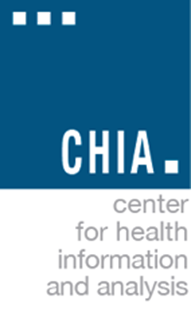 CHIA.
center
for health
information
and analysis